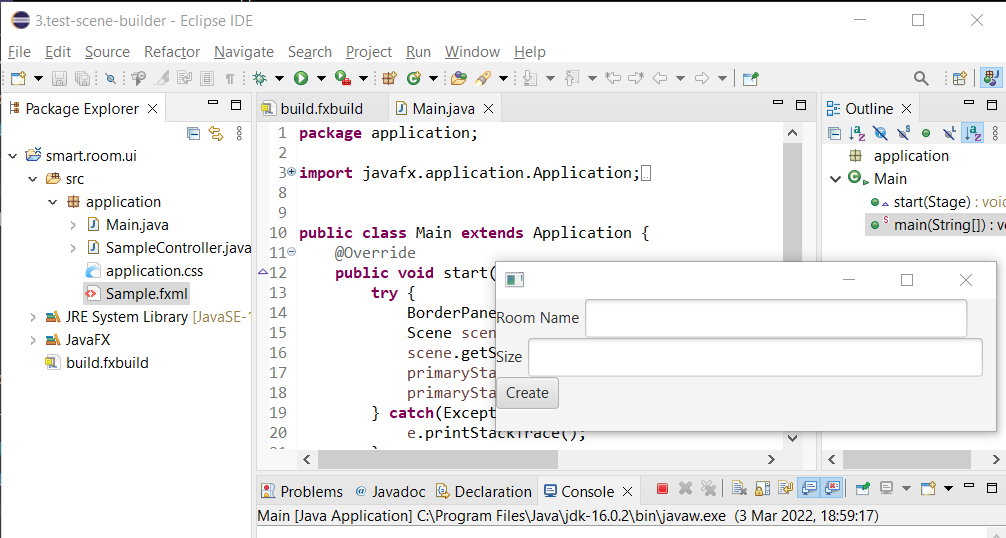 3.test-scene-builder - Eclipse IDE
File Edit Source Refactor Navigate Search Project Run Window Help
Package Explorer
smart.room.ui
src
application
Main.java
SampleController.java
application.css
Sample.fxml
JRE System Library [JavaSE-1
JavaFX
build.fxbuild
build.fxbuild Main.java
1 package application;
2
3 import javafx.application.Application;
8
9
10 public class Main extends Application {
11 @Override
12 public void start(
13 try {
14 BorderPane
15 Scene scen
16 scene.getS
17 primarySta
18 primarySta
19 } catch(Except
20 e.printStackTrace();
Room Name
Size
Create
Outline
application
Main
start(Stage) : void
main(String[]) : vo
Problems Javadoc Declaration Console
Main [Java Application] C:\Program Files\Java\jdk-16.0.2\bin\javaw.exe (3 Mar 2022, 18:59:17)